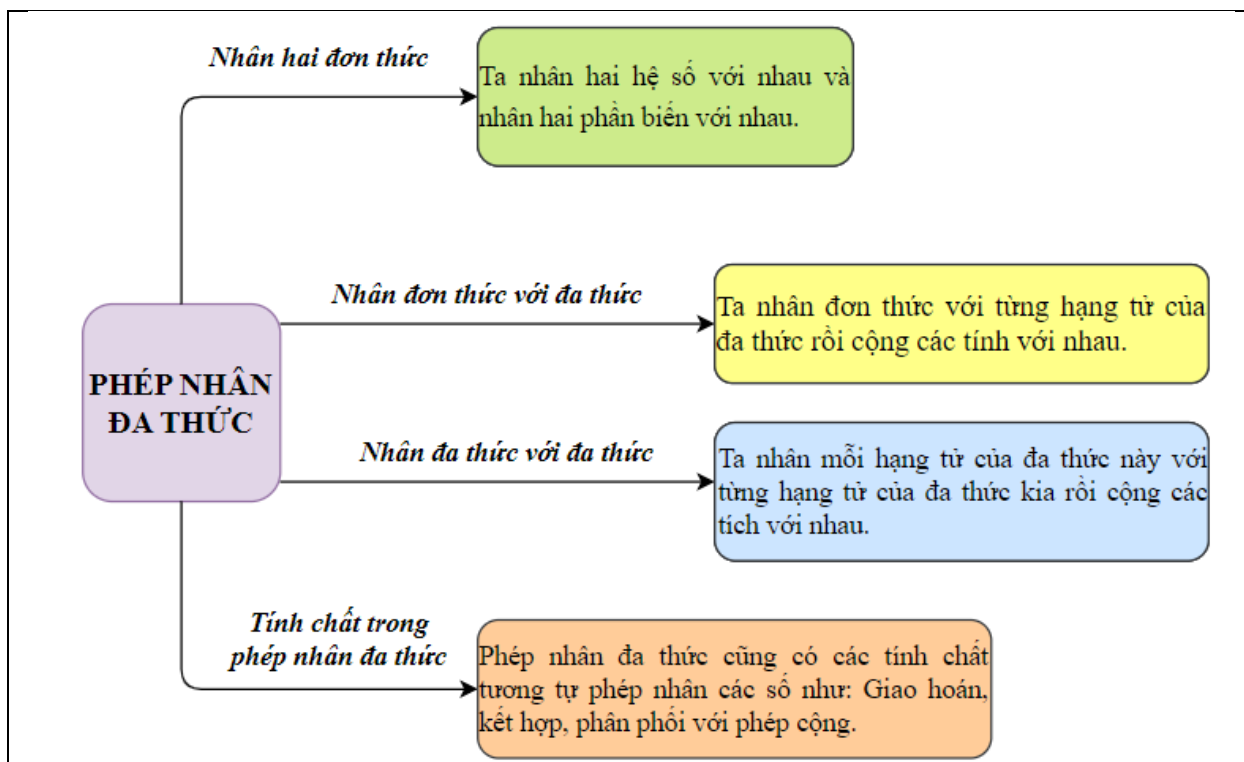 Nhân hai đơn thức
Ta nhân hai hệ số với nhau và
nhân hai phần biến với nhau.
Nhân đơn thức với đa thức
Ta nhân đơn thức với từng hạng tử của
đa thức rồi cộng các tính với nhau.
PHÉP NHÂN
ĐA THỨC
Nhân đa thức với đa thức
Ta nhân mỗi hạng tử của đa thức này với
từng hạng tử của đa thức kia rồi cộng các
tích với nhau.
Tính chất trong
phép nhân đa thức
Phép nhân đa thức cũng có các tính chất
tương tự phép nhân các số như: Giao hoán,
kết hợp, phân phối với phép cộng.